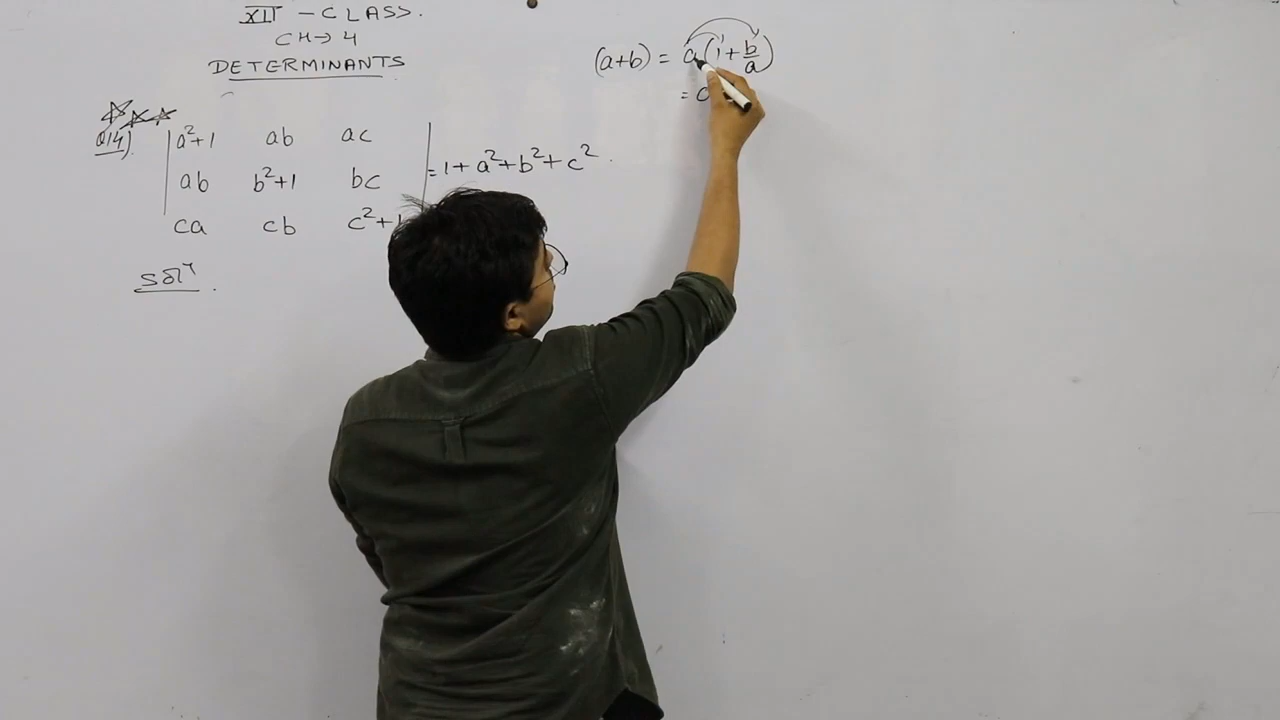 XII - CLASS.
CH→ 4
DETERMINANTS
Q14). | a²+1 ab ac |
| ab b²+1 bc | = 1 + a² + b² + c².
ca cb c²+1
Solⁿ.
(a+b) = a(1 + b/a)
= a